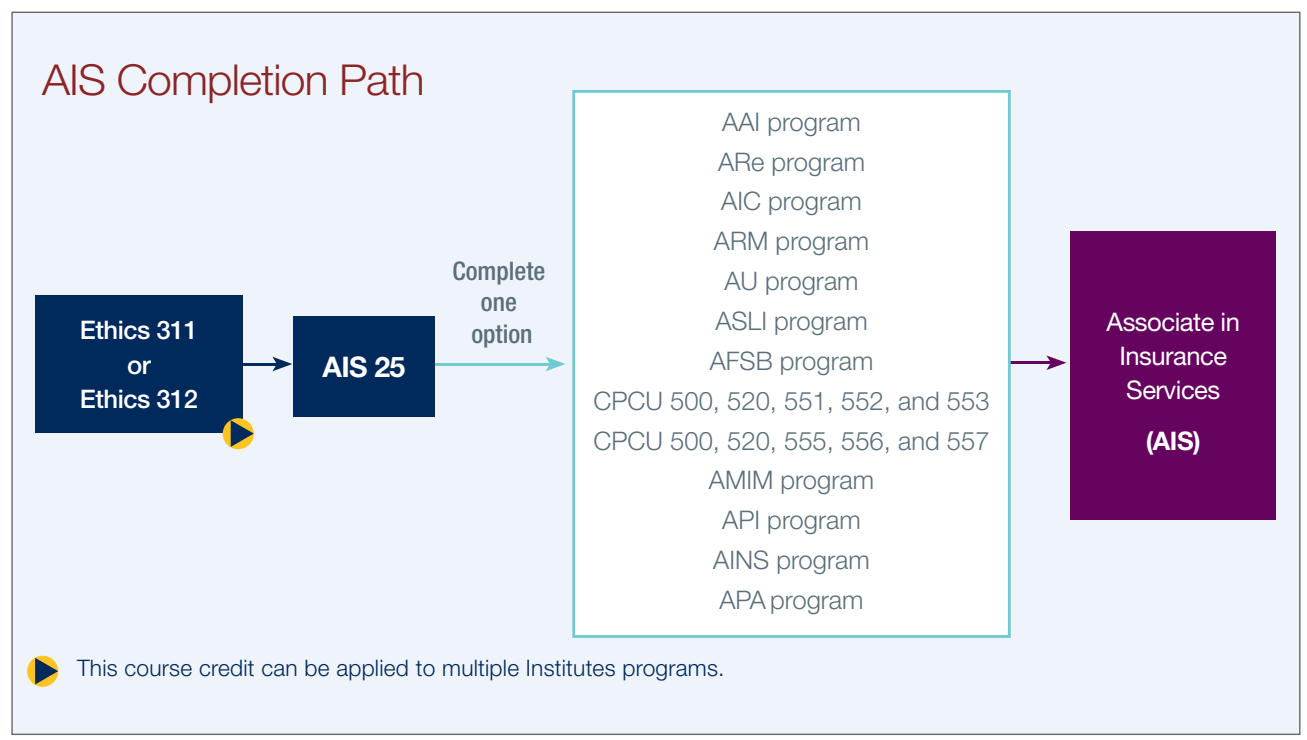 AIS Completion Path
Ethics 311
or
Ethics 312
AIS 25
Complete
one
option
AAI program
ARe program
AIC program
ARM program
AU program
ASLI program
AFSB program
CPCU 500, 520, 551, 552, and 553
CPCU 500, 520, 555, 556, and 557
AMIM program
API program
AINS program
APA program
Associate in
Insurance
Services
(AIS)
This course credit can be applied to multiple Institutes programs.